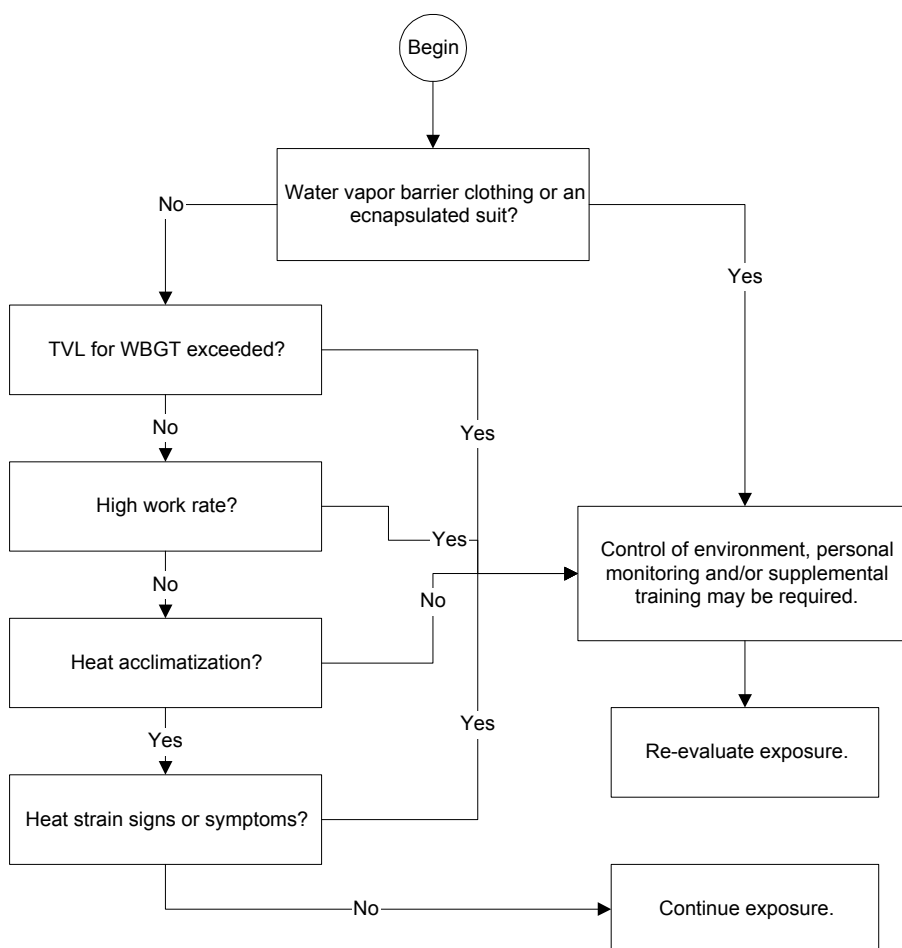 Begin
Water vapor barrier clothing or an
ecnapsulated suit?
No
Yes
TVL for WBGT exceeded?
No
Yes
High work rate?
Yes
No
No
Control of environment, personal
monitoring and/or supplemental
training may be required.
Heat acclimatization?
Yes
Yes
Re-evaluate exposure.
Heat strain signs or symptoms?
No
Continue exposure.